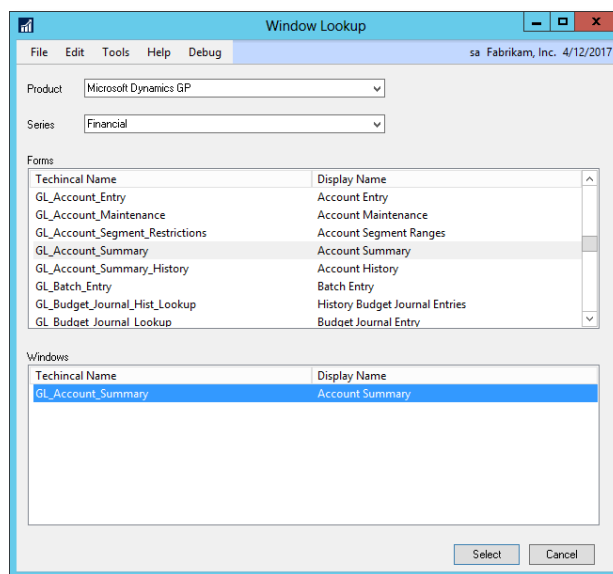 Window Lookup
File Edit Tools Help Debug sa Fabrikam, Inc. 4/12/2017
Product Microsoft Dynamics GP
Series Financial
Forms
Techincal Name Display Name
GL_Account_Entry Account Entry
GL_Account_Maintenance Account Maintenance
GL_Account_Segment_Restrictions Account Segment Ranges
GL_Account_Summary Account Summary
GL_Account_Summary_History Account History
GL_Batch_Entry Batch Entry
GL_Budget_Journal_Hist_Lookup History Budget Journal Entries
GL_Budget_Journal_Lookup Budget Journal Entry
Windows
Techincal Name Display Name
GL_Account_Summary Account Summary
Select Cancel